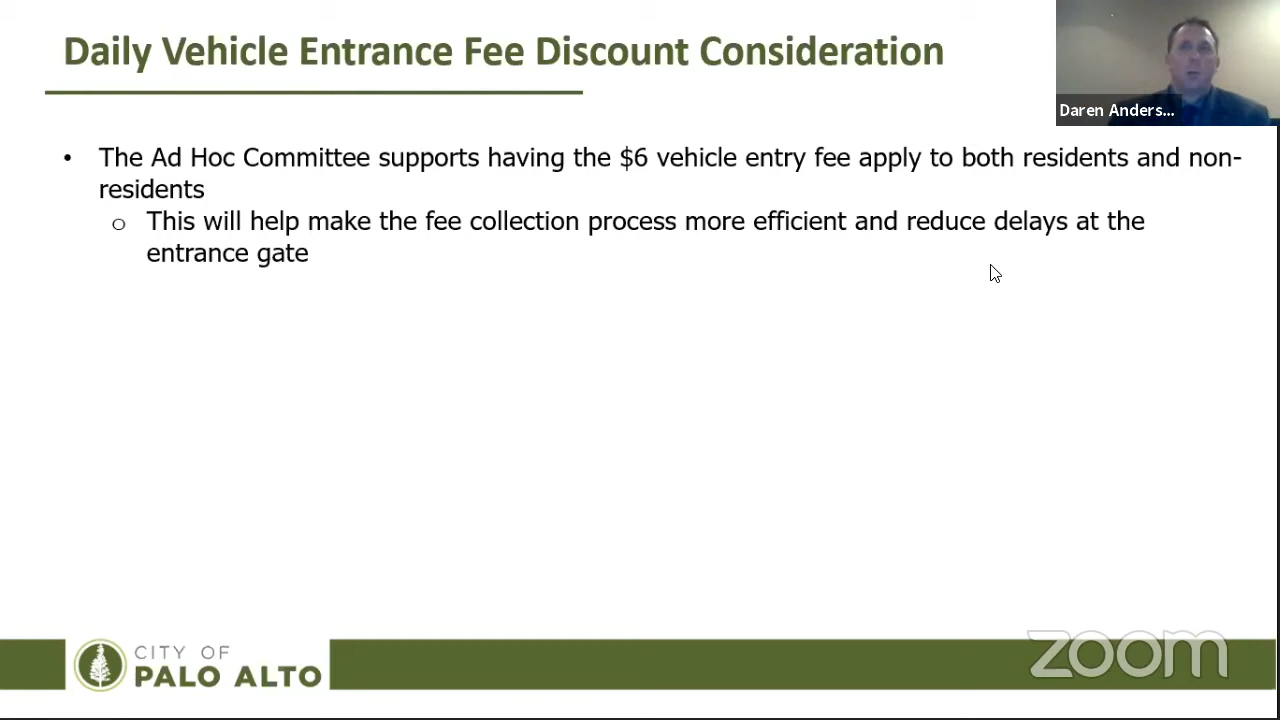 Daily Vehicle Entrance Fee Discount Consideration
Daren Anders...
• The Ad Hoc Committee supports having the $6 vehicle entry fee apply to both residents and non-
residents
o This will help make the fee collection process more efficient and reduce delays at the
entrance gate
CITY OF
PALO ALTO
zoom